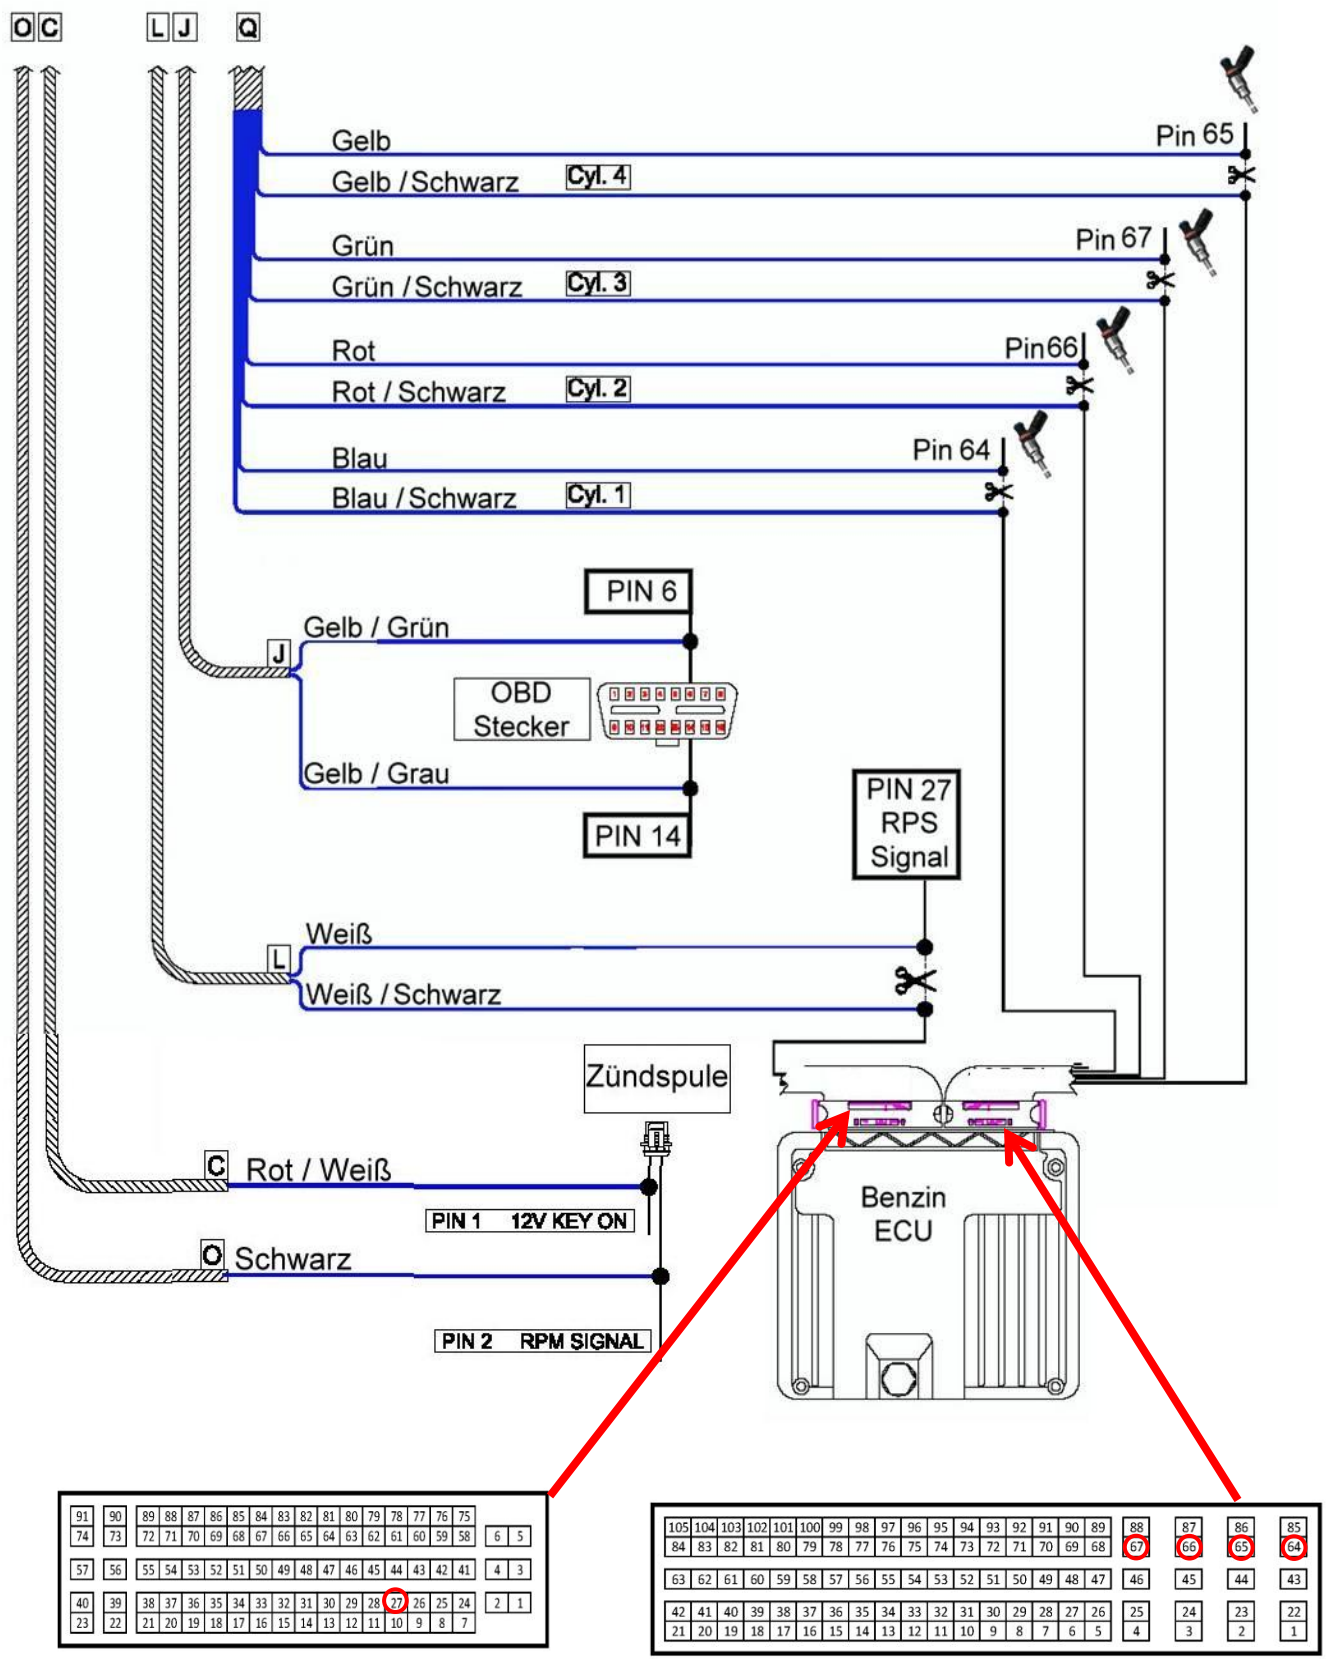 O C L J Q
Pin 65
Gelb
Gelb / Schwarz Cyl. 4
Pin 67
Grün
Grün / Schwarz Cyl. 3
Pin 66
Rot
Rot / Schwarz Cyl. 2
Pin 64
Blau
Blau / Schwarz Cyl. 1
PIN 6
Gelb / Grün
J
OBD
Stecker
1 2 3 4 5 6 7 8
Gelb / Grau
PIN 14
PIN 27
RPS
Signal
Weiß
L
Weiß / Schwarz
Zündspule
C Rot / Weiß
PIN 1 12V KEY ON
O Schwarz
PIN 2 RPM SIGNAL
Benzin
ECU
91 90 89 88 87 86 85 84 83 82 81 80 79 78 77 76 75
74 73 72 71 70 69 68 67 66 65 64 63 62 61 60 59 58 6 5
57 56 55 54 53 52 51 50 49 48 47 46 45 44 43 42 41 4 3
40 39 38 37 36 35 34 33 32 31 30 29 28 27 26 25 24 2 1
23 22 21 20 19 18 17 16 15 14 13 12 11 10 9 8 7
105 104 103 102 101 100 99 98 97 96 95 94 93 92 91 90 89 88 87 86 85
84 83 82 81 80 79 78 77 76 75 74 73 72 71 70 69 68 67 66 65 64
63 62 61 60 59 58 57 56 55 54 53 52 51 50 49 48 47 46 45 44 43
42 41 40 39 38 37 36 35 34 33 32 31 30 29 28 27 26 25 24 23 22
21 20 19 18 17 16 15 14 13 12 11 10 9 8 7 6 5 4 3 2 1